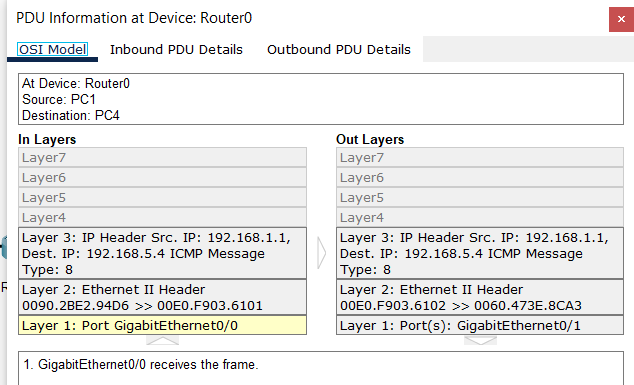 PDU Information at Device: Router0
×
OSI Model Inbound PDU Details Outbound PDU Details
At Device: Router0
Source: PC1
Destination: PC4
In Layers
Layer7
Layer6
Layer5
Layer4
Layer 3: IP Header Src. IP: 192.168.1.1,
Dest. IP: 192.168.5.4 ICMP Message
Type: 8
Layer 2: Ethernet II Header
0090.2BE2.94D6 >> 00E0.F903.6101
Layer 1: Port GigabitEthernet0/0
Out Layers
Layer7
Layer6
Layer5
Layer4
Layer 3: IP Header Src. IP: 192.168.1.1,
Dest. IP: 192.168.5.4 ICMP Message
Type: 8
Layer 2: Ethernet II Header
00E0.F903.6102 >> 0060.473E.8CA3
Layer 1: Port(s): GigabitEthernet0/1
1. GigabitEthernet0/0 receives the frame.